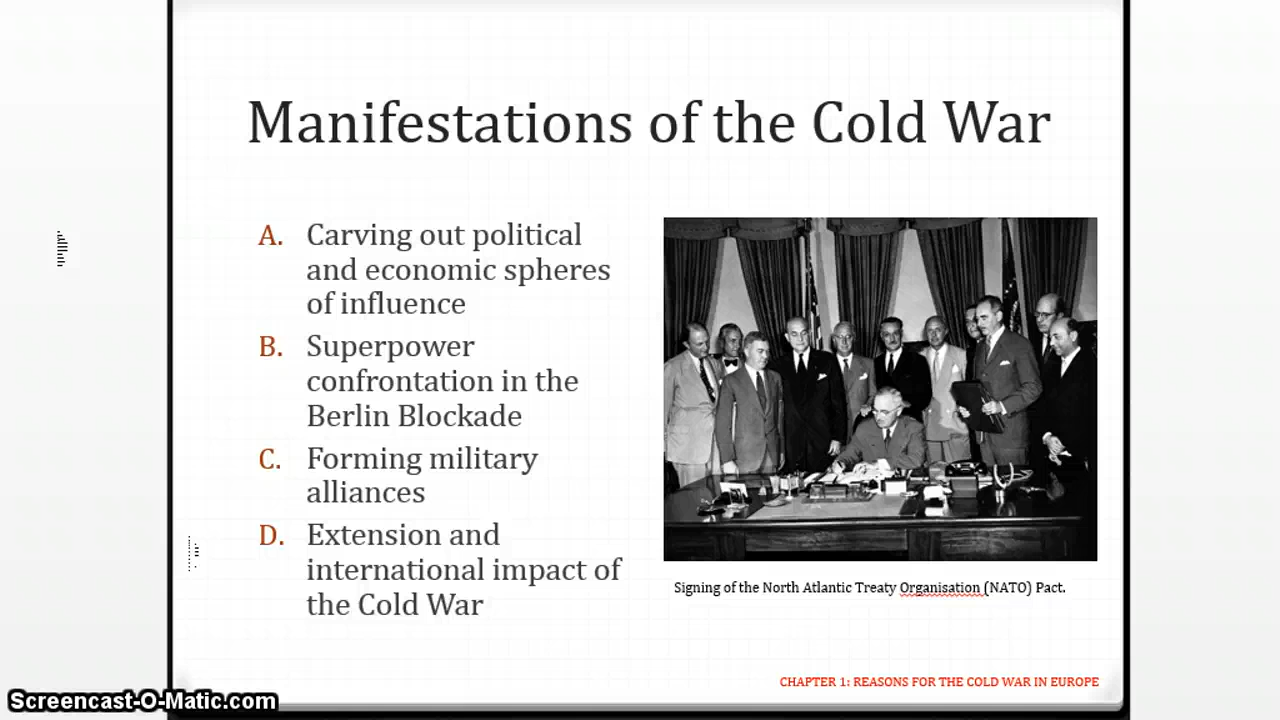 Manifestations of the Cold War
A. Carving out political
and economic spheres
of influence
B. Superpower
confrontation in the
Berlin Blockade
C. Forming military
alliances
D. Extension and
international impact of
the Cold War
Signing of the North Atlantic Treaty Organisation (NATO) Pact.
CHAPTER 1: REASONS FOR THE COLD WAR IN EUROPE
Screencast-O-Matic.com